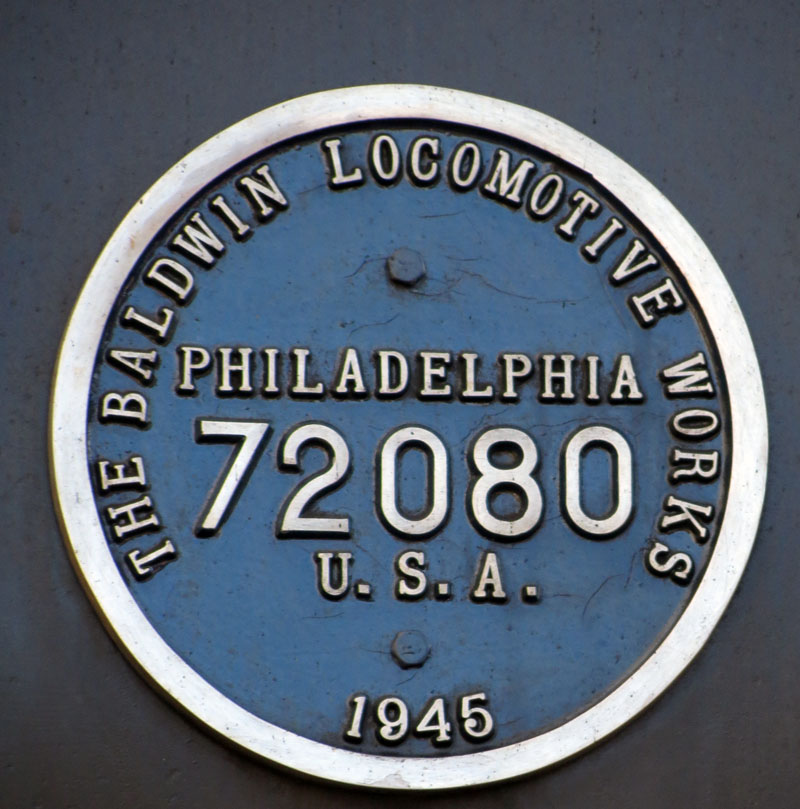 THE BALDWIN LOCOMOTIVE WORKS
PHILADELPHIA
72080
U.S.A.
1945